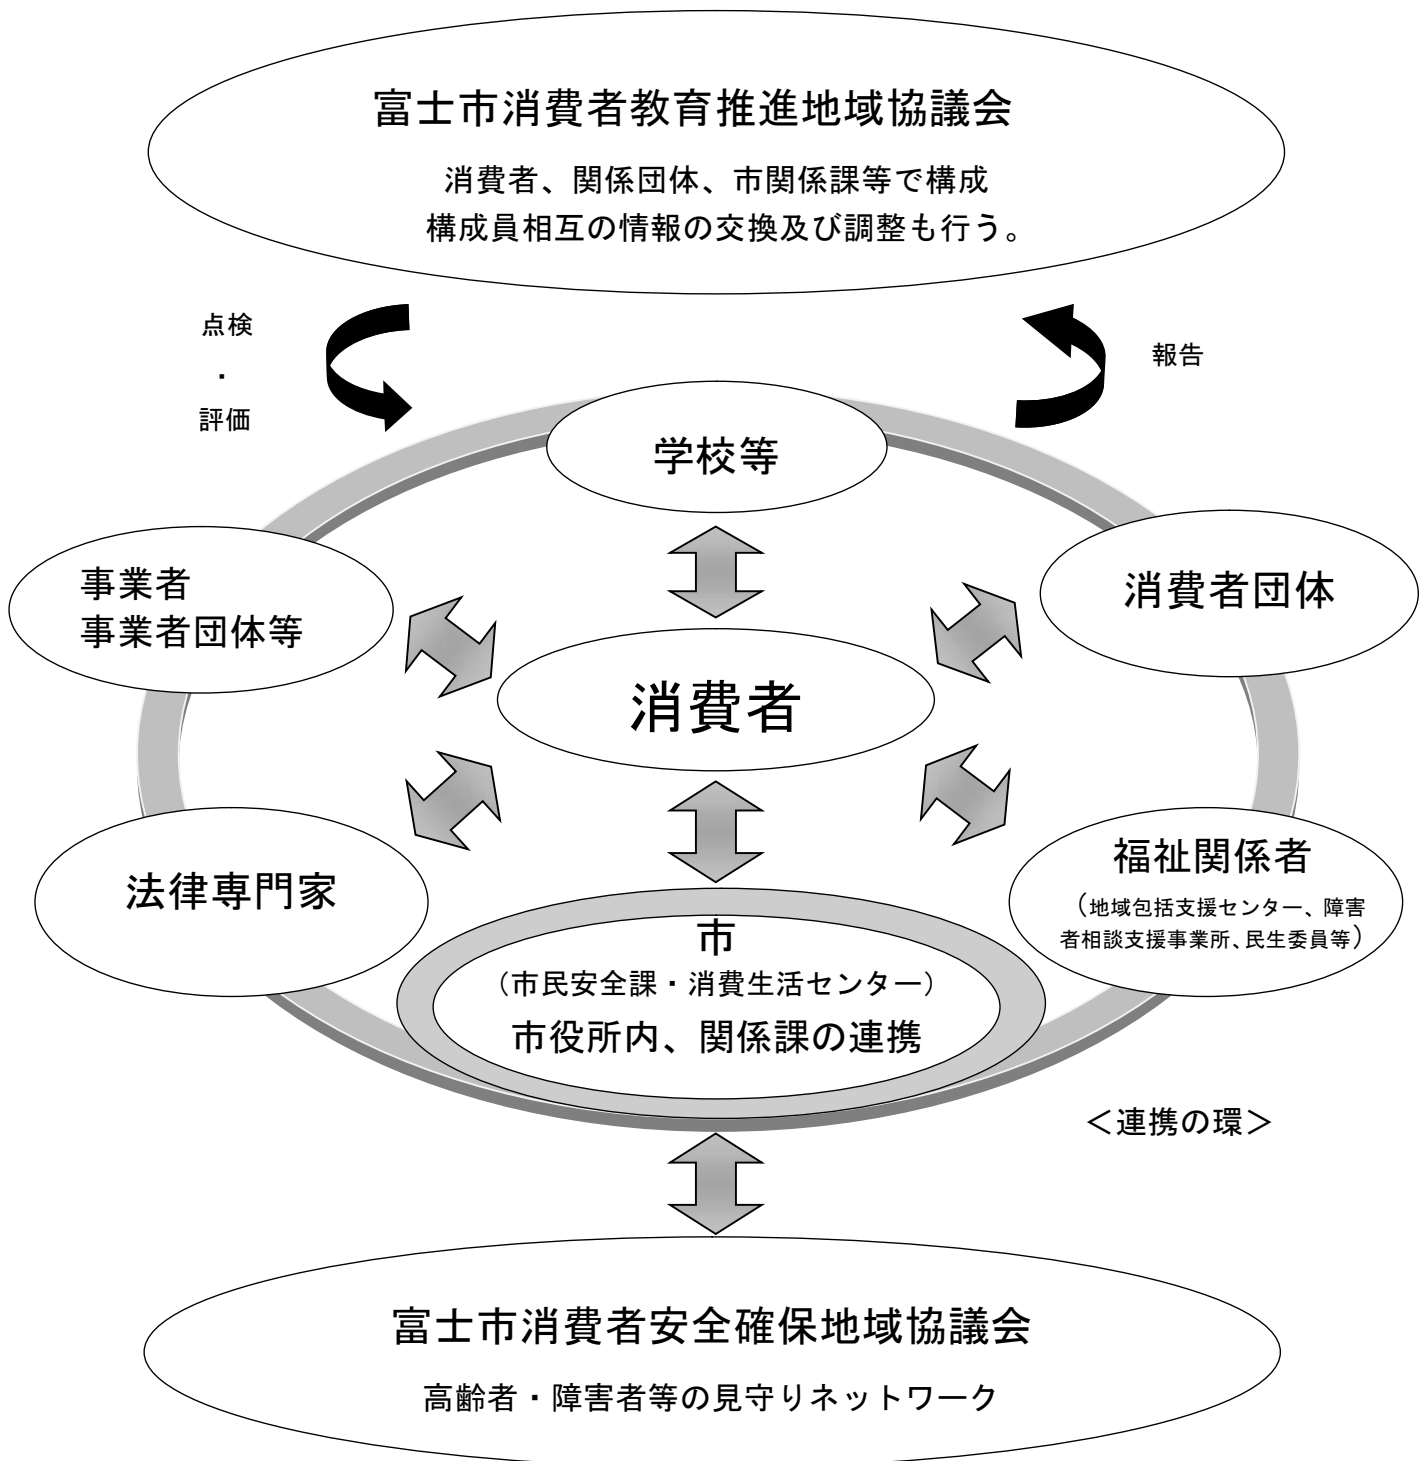 富士市消費者教育推進地域協議会
消費者、関係団体、市関係課等で構成
構成員相互の情報の交換及び調整も行う。
点検
・
評価
報告
学校等
事業者
事業者団体等
消費者団体
消費者
法律専門家
福祉関係者
（地域包括支援センター、障害
者相談支援事業所、民生委員等）
市
（市民安全課・消費生活センター）
市役所内、関係課の連携
＜連携の環＞
富士市消費者安全確保地域協議会
高齢者・障害者等の見守りネットワーク